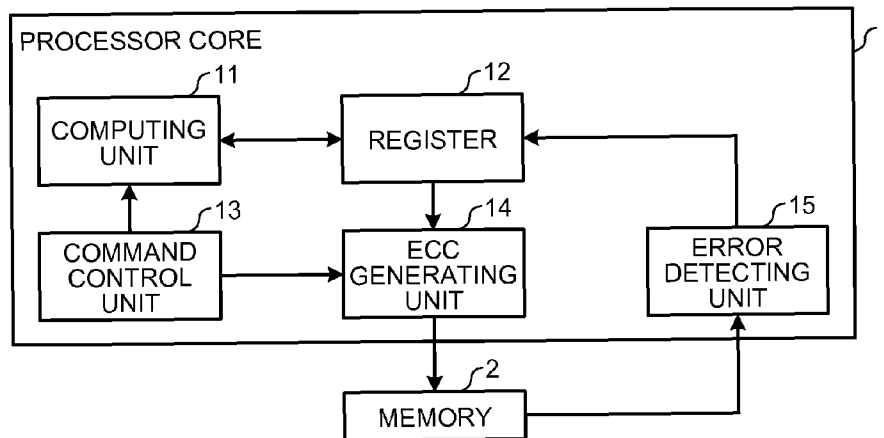 PROCESSOR CORE
11
COMPUTING
UNIT
12
REGISTER
13
COMMAND
CONTROL
UNIT
14
ECC
GENERATING
UNIT
15
ERROR
DETECTING
UNIT
2
MEMORY